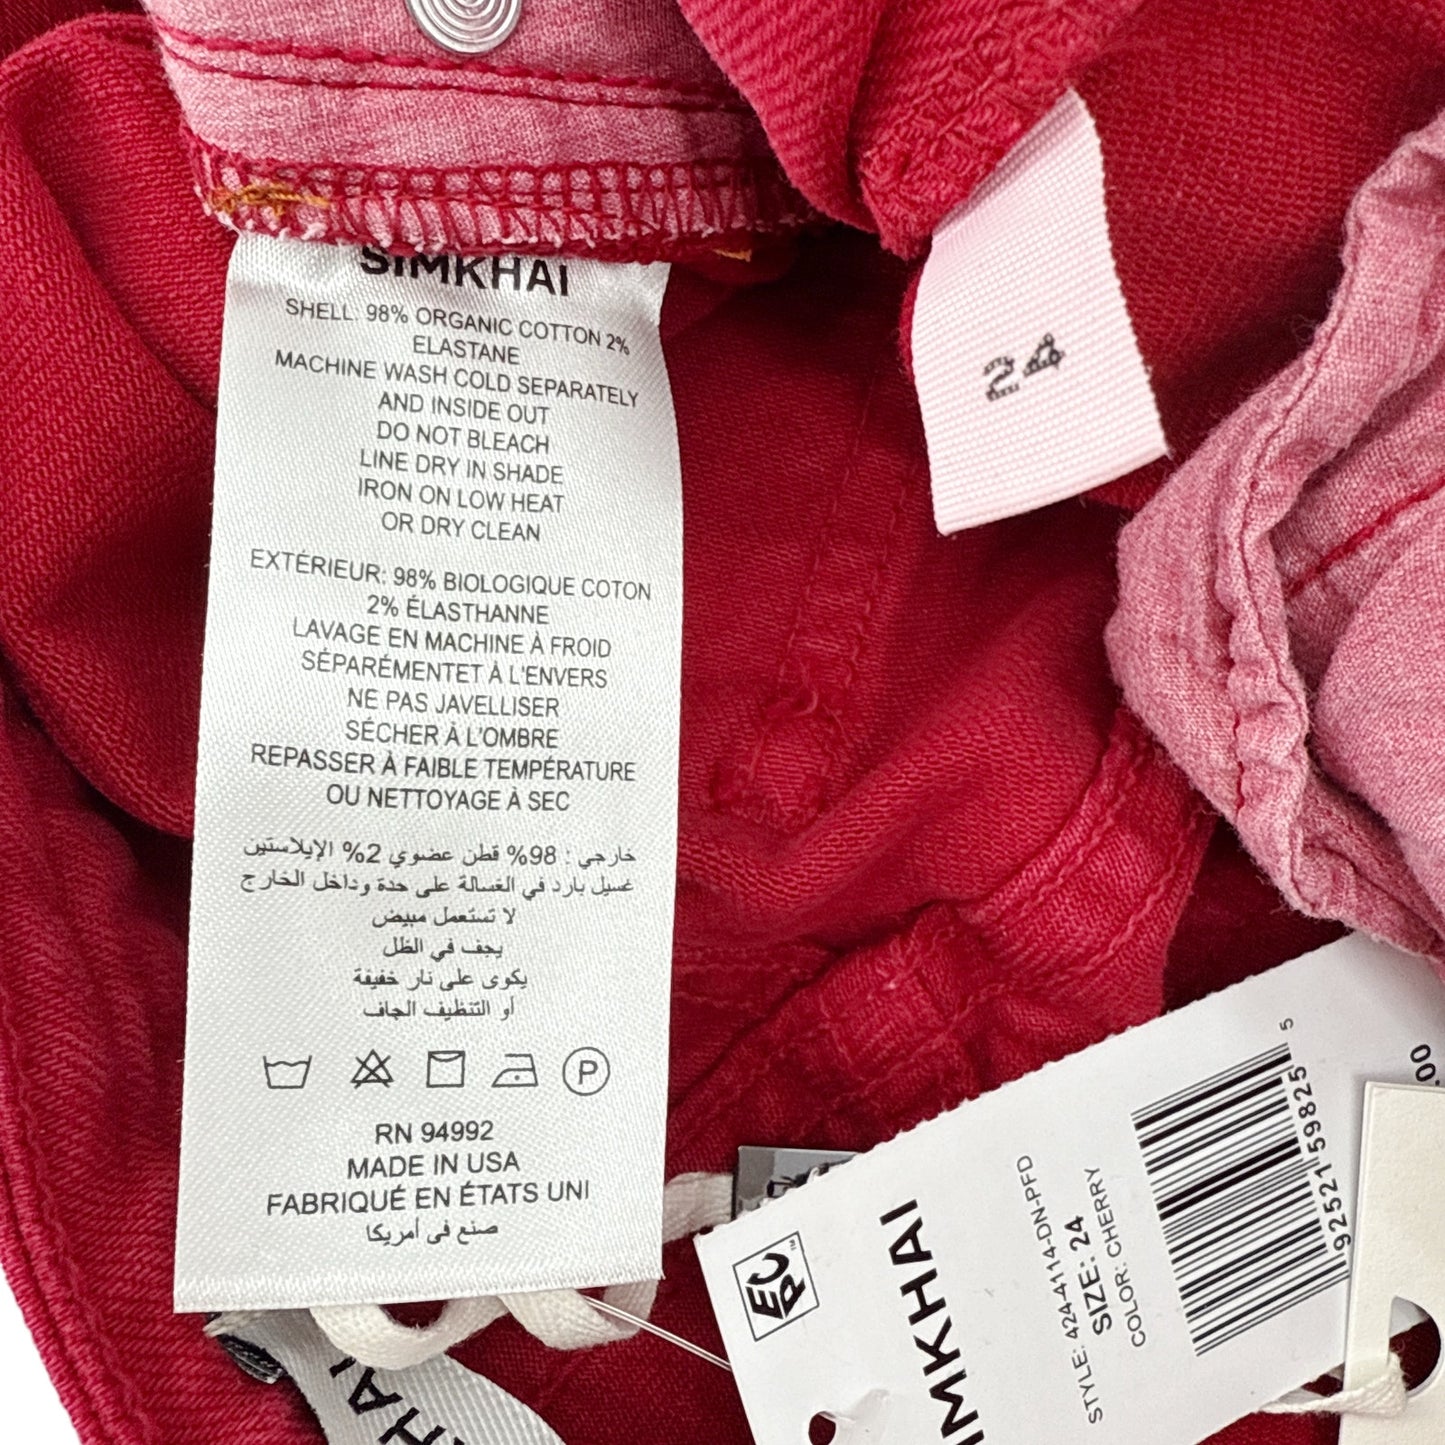 SIMKHAI
SHELL: 98% ORGANIC COTTON 2%
ELASTANE
MACHINE WASH COLD SEPARATELY
AND INSIDE OUT
DO NOT BLEACH
LINE DRY IN SHADE
IRON ON LOW HEAT
OR DRY CLEAN
EXTÉRIEUR: 98% BIOLOGIQUE COTON
2% ÉLASTHANNE
LAVAGE EN MACHINE À FROID
SÉPARÉMENTET À L'ENVERS
NE PAS JAVELLISER
SÉCHER À L'OMBRE
REPASSER À FAIBLE TEMPÉRATURE
OU NETTOYAGE À SEC
خارجي : 98% قطن عضوي 2% الإيلاستين
غسيل بارد في الغسالة على حدة وداخل الخارج
لا تستعمل مبيض
يجف في الظل
يكوى على نار خفيفة
أو التنظيف الجاف
P
RN 94992
MADE IN USA
FABRIQUÉ EN ÉTATS UNI
صنع في أمريكا
24
EC
P
TM
MKHAI
STYLE: 424-4114-DN-PFD
SIZE: 24
COLOR: CHERRY
92521 59825 5
.00
KHAI